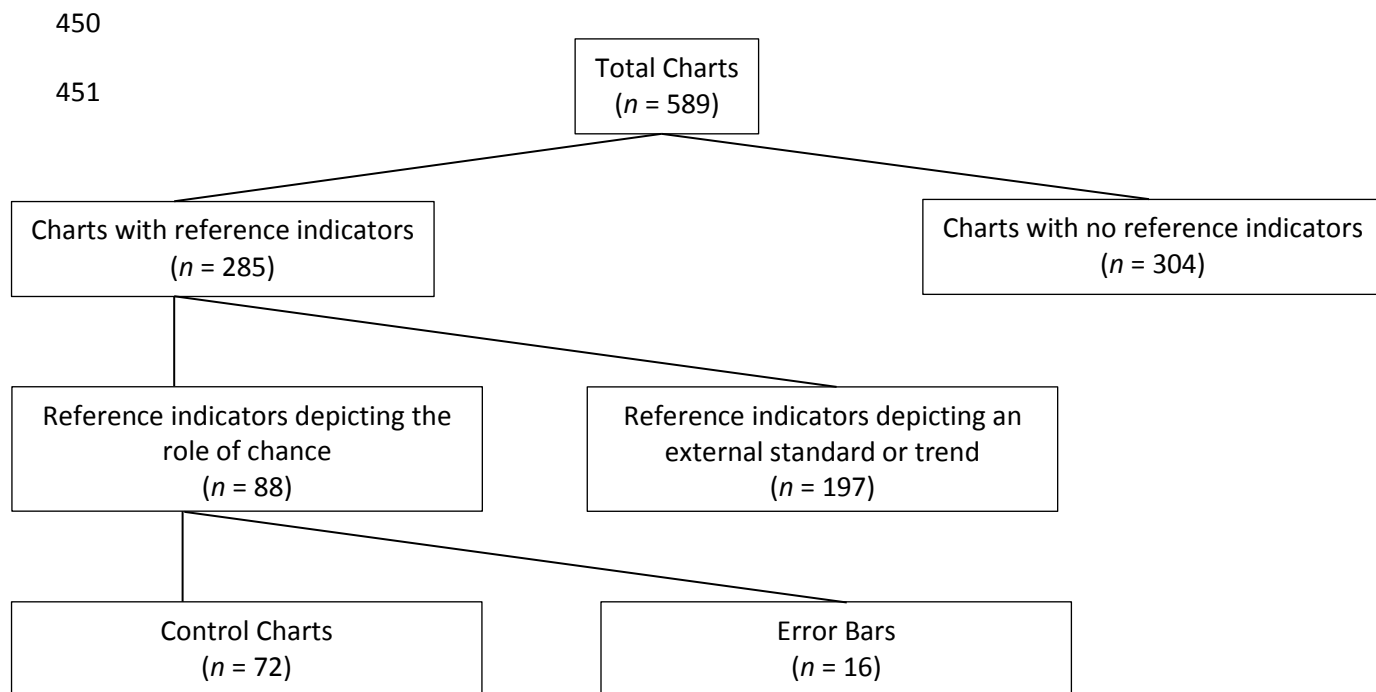 450
Total Charts
(n = 589)
451
Charts with reference indicators
(n = 285)
Charts with no reference indicators
(n = 304)
Reference indicators depicting the
role of chance
(n = 88)
Reference indicators depicting an
external standard or trend
(n = 197)
Control Charts
(n = 72)
Error Bars
(n = 16)